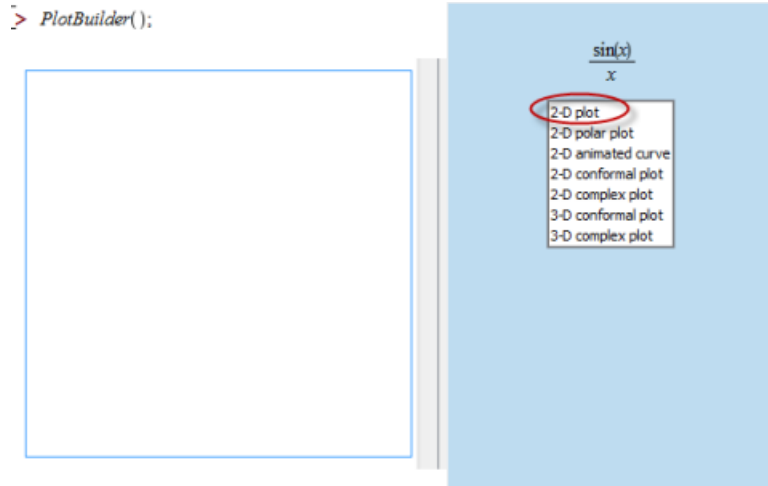 > PlotBuilder( );
sin(x)
x
2-D plot
2-D polar plot
2-D animated curve
2-D conformal plot
2-D complex plot
3-D conformal plot
3-D complex plot